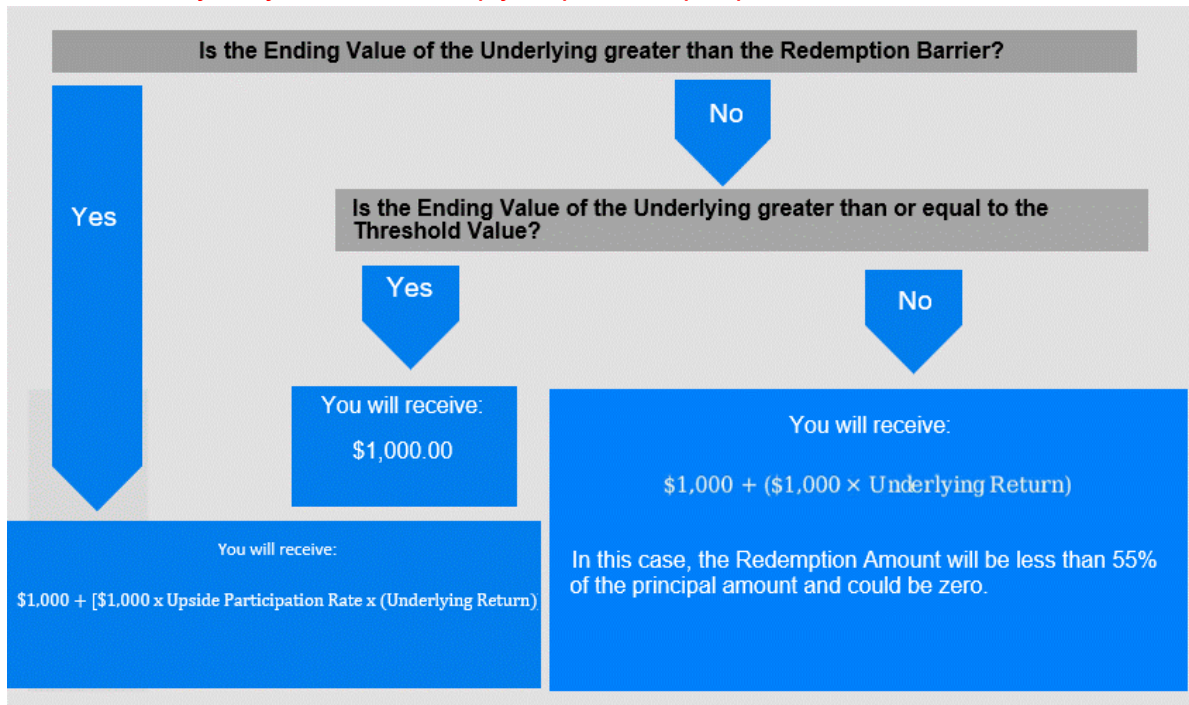 Is the Ending Value of the Underlying greater than the Redemption Barrier?
No
Yes
Is the Ending Value of the Underlying greater than or equal to the
Threshold Value?
Yes
No
You will receive:
$1,000.00
You will receive:
$1,000 + ($1,000 × Underlying Return)
In this case, the Redemption Amount will be less than 55%
of the principal amount and could be zero.
You will receive:
$1,000 + [$1,000 x Upside Participation Rate x (Underlying Return)